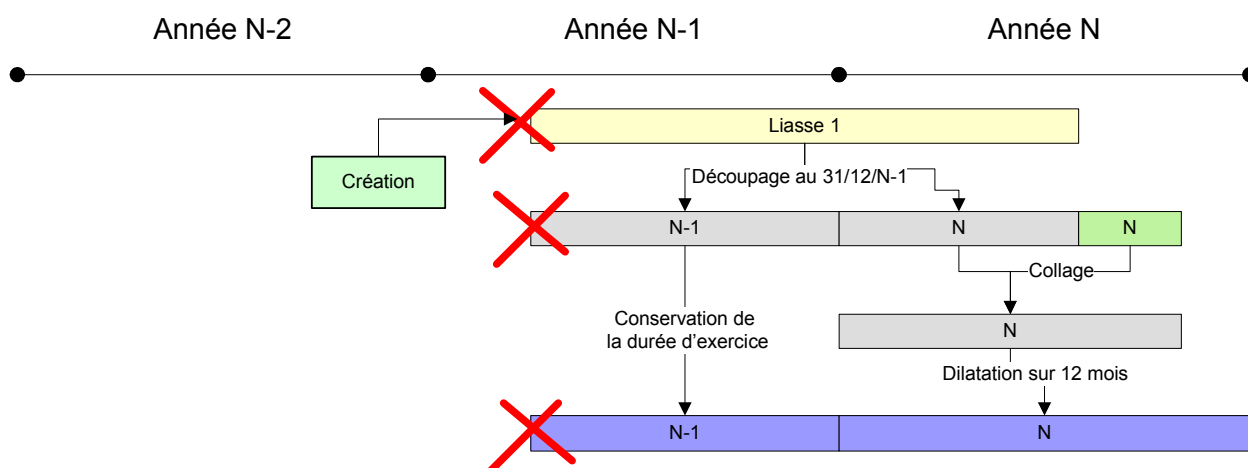 Année N-2
Année N-1
Année N
Liasse 1
Création
Découpage au 31/12/N-1
N-1
N
N
Collage
Conservation de
la durée d'exercice
N
Dilatation sur 12 mois
N-1
N